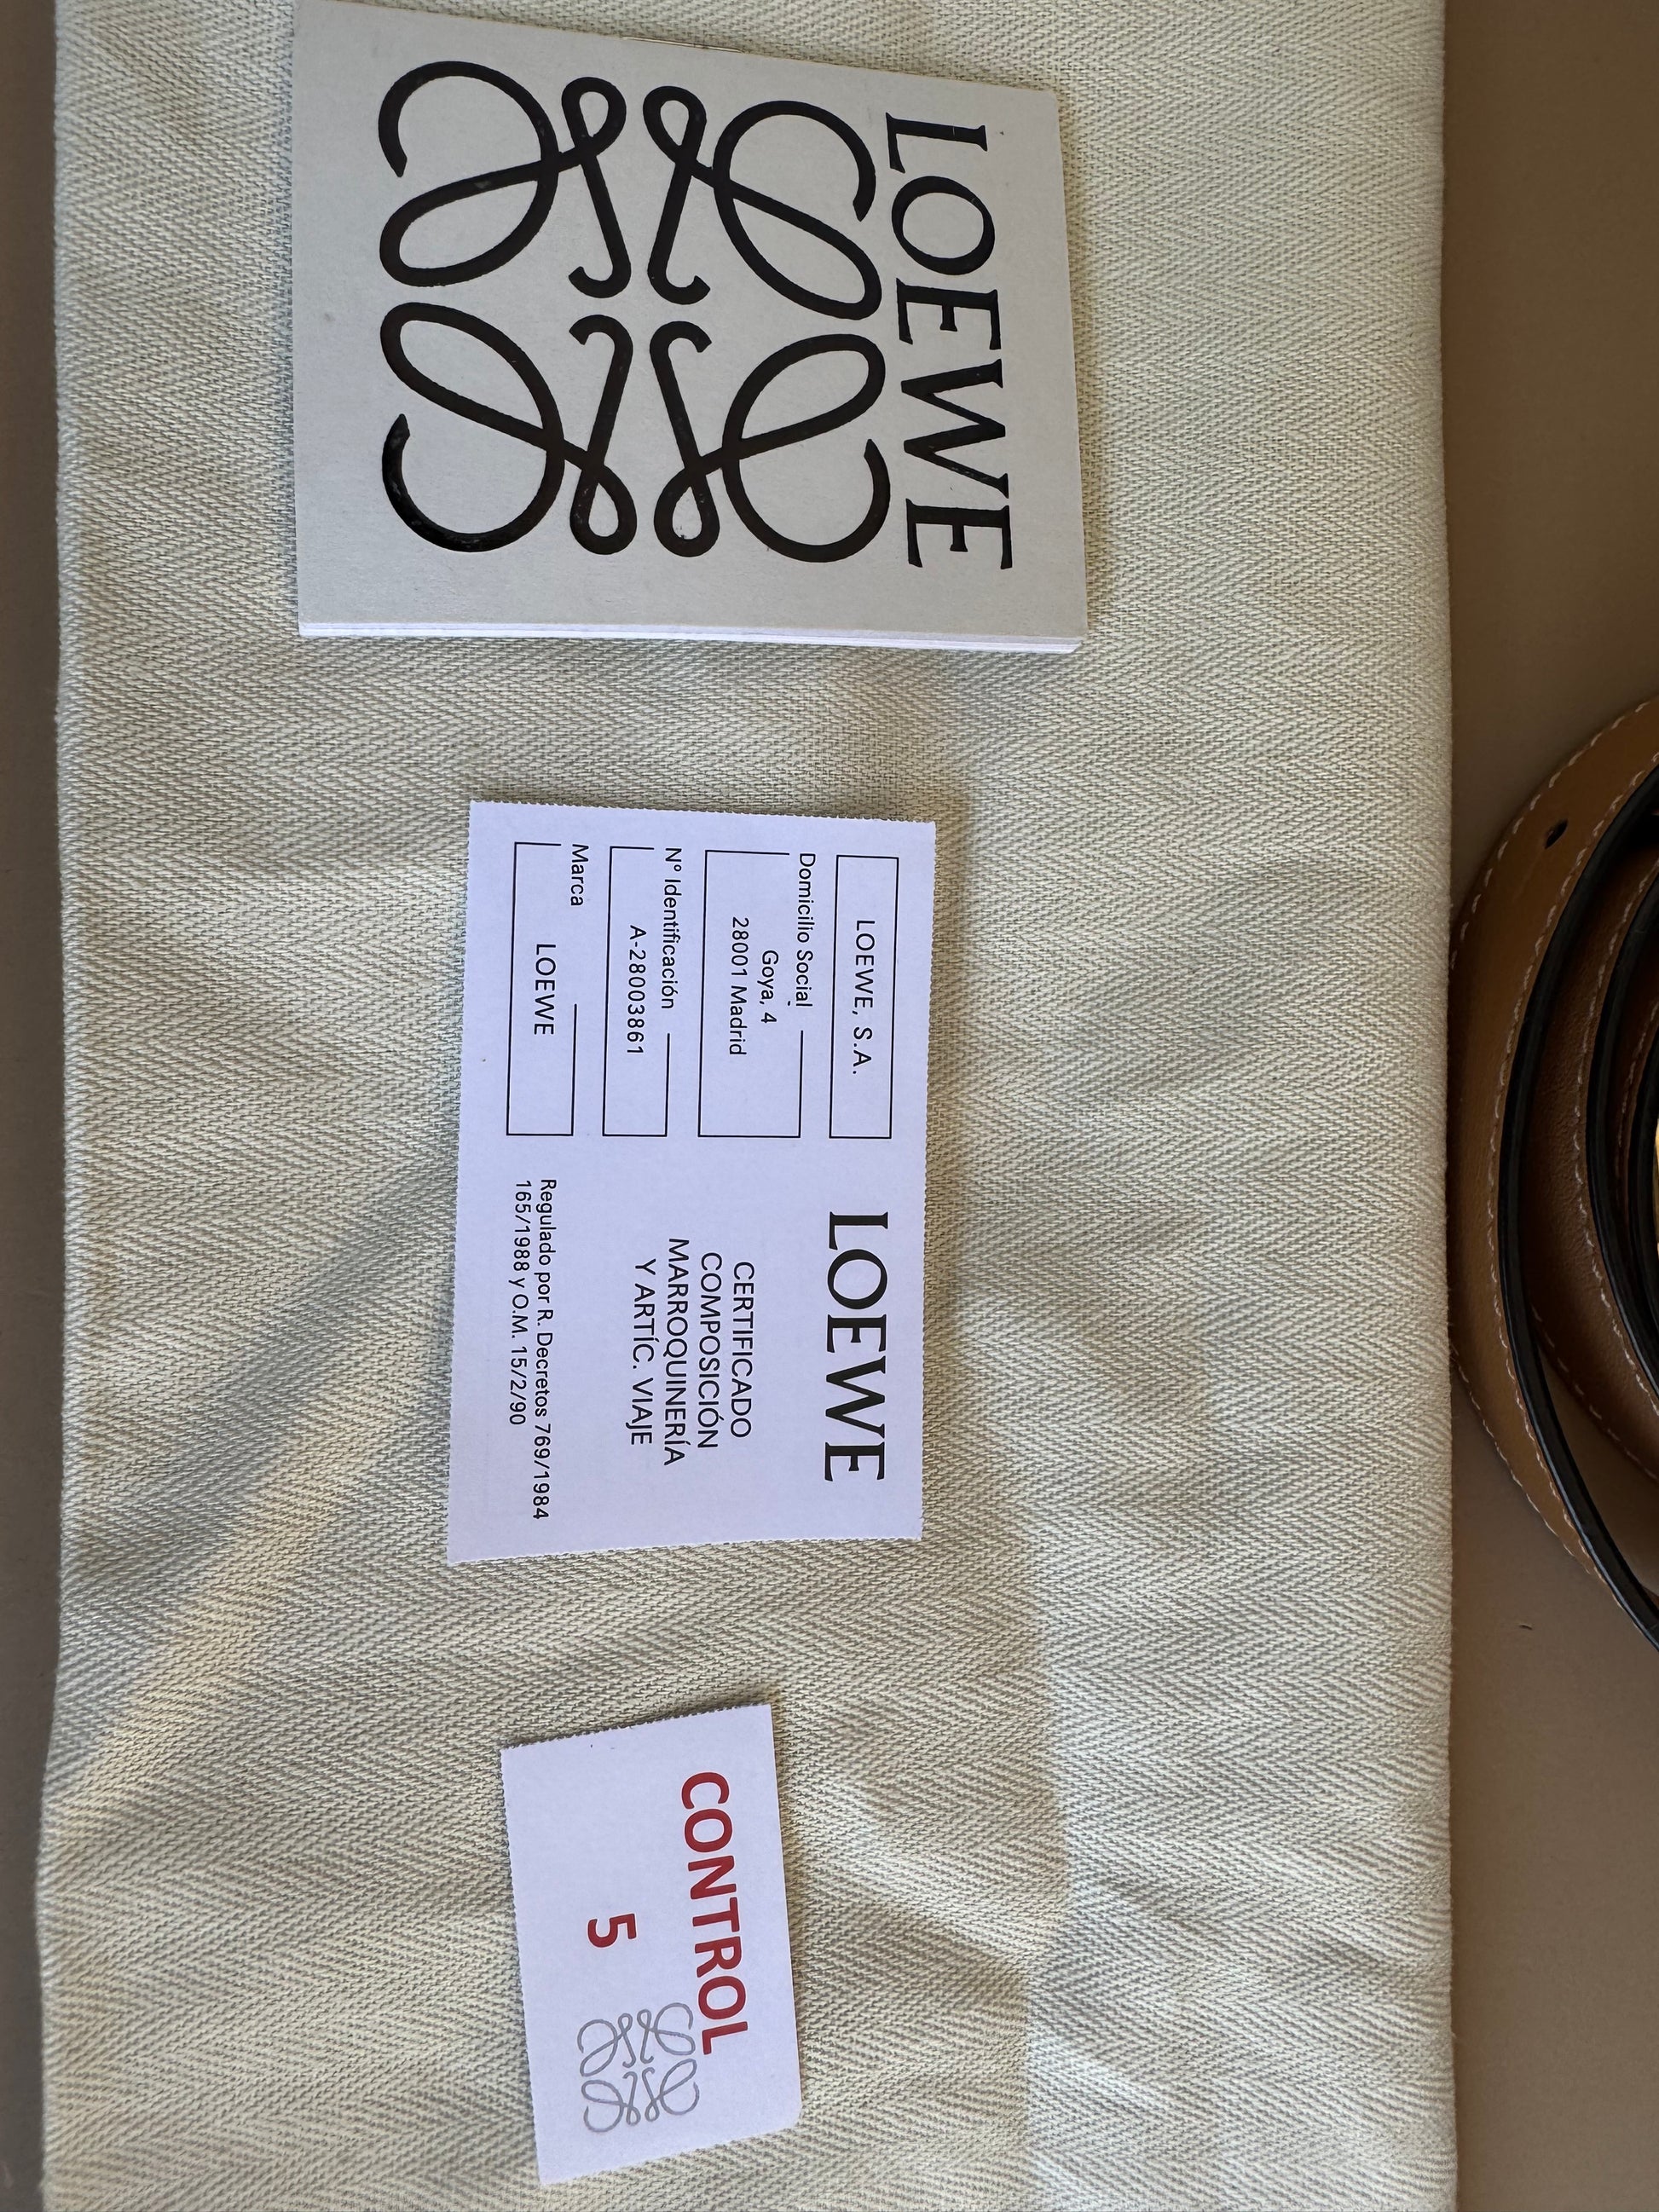 LOEWE
LOEWE, S.A.
Domicilio Social
Goya, 4
28001 Madrid
Nº Identificación
A-28003861
Marca
LOEWE
LOEWE
CERTIFICADO
COMPOSICIÓN
MARROQUINERÍA
Y ARTÍC. VIAJE
Regulado por R. Decretos 769/1984
165/1988 y O.M. 15/2/90
CONTROL
5